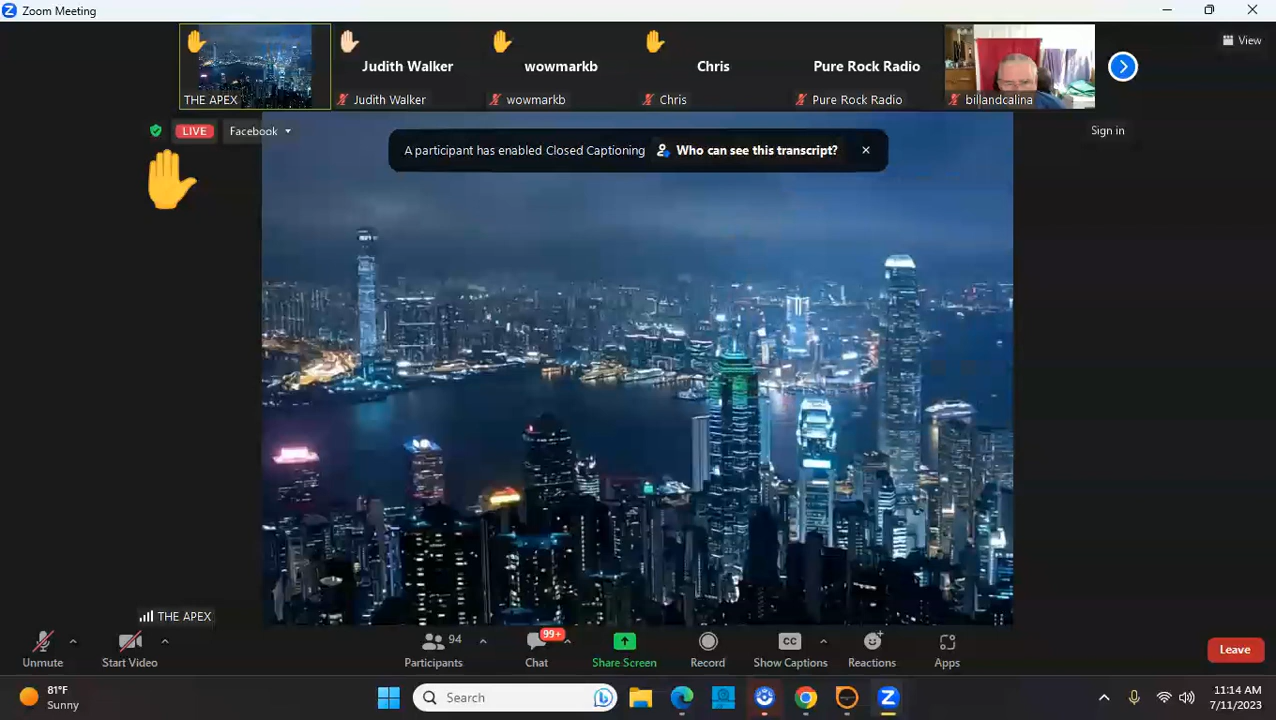 Zoom Meeting
View
THE APEX
Judith Walker
Judith Walker
wowmarkb
wowmarkb
Chris
Chris
Pure Rock Radio
Pure Rock Radio
billandcalina
LIVE
Facebook
A participant has enabled Closed Captioning
Who can see this transcript?
Sign in
THE APEX
Unmute
Start Video
94
Participants
99+
Chat
Share Screen
Record
CC
Show Captions
Reactions
Apps
Leave
81°F
Sunny
Search
11:14 AM
7/11/2023